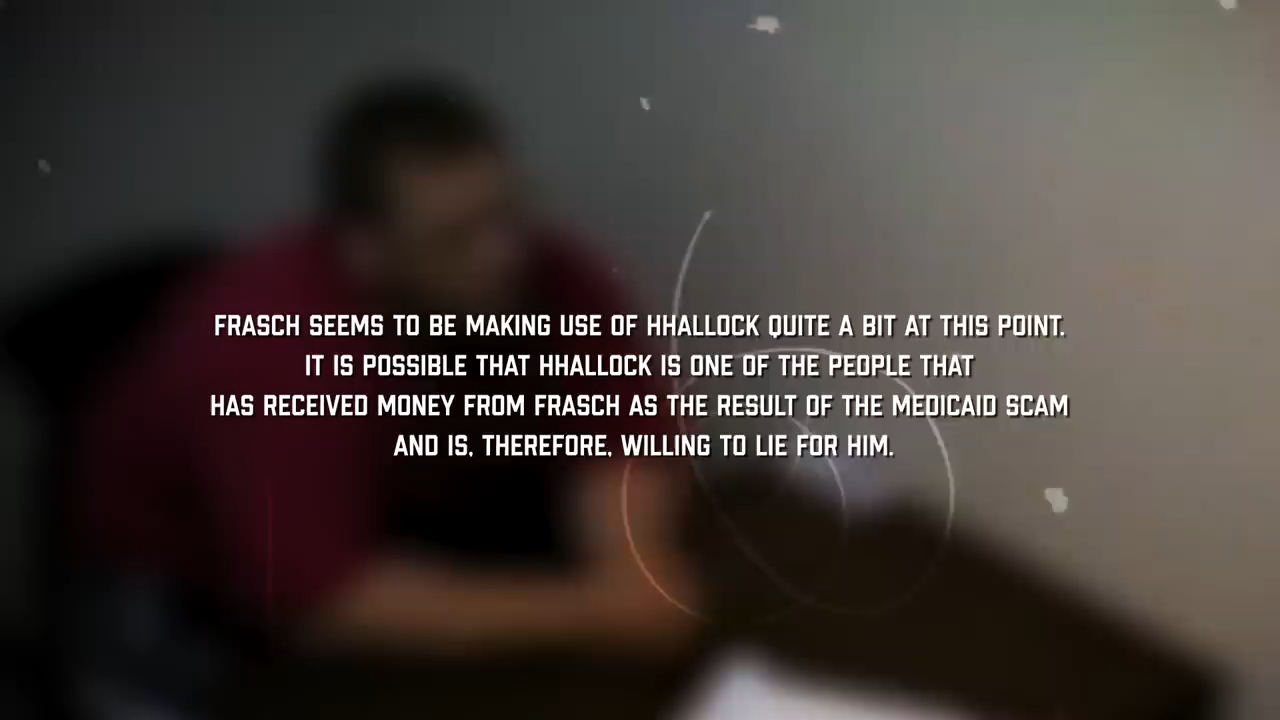 FRASCH SEEMS TO BE MAKING USE OF HHALLOCK QUITE A BIT AT THIS POINT.
IT IS POSSIBLE THAT HHALLOCK IS ONE OF THE PEOPLE THAT
HAS RECEIVED MONEY FROM FRASCH AS THE RESULT OF THE MEDICAID SCAM
AND IS, THEREFORE, WILLING TO LIE FOR HIM.